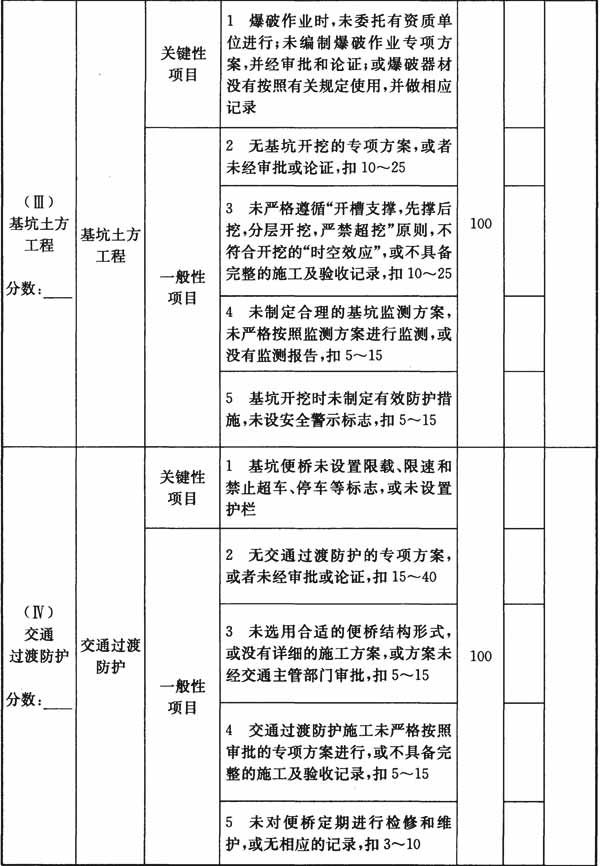 (Ⅲ)
基坑土方
工程
分数:
基坑土方
工程
关键性
项目
1 爆破作业时,未委托有资质单
位进行;未编制爆破作业专项方
案,并经审批和论证;或爆破器材
没有按照有关规定使用,并做相应
记录
一般性
项目
2 无基坑开挖的专项方案,或者
未经审批或论证,扣 10～25
3 未严格遵循“开槽支撑,先撑后
挖,分层开挖,严禁超挖”原则,不
符合开挖的“时空效应”,或不具备
完整的施工及验收记录,扣 10～25
4 未制定合理的基坑监测方案,
未严格按照监测方案进行监测,或
没有监测报告,扣 5～15
5 基坑开挖时未制定有效防护措
施,未设安全警示标志,扣 5～15
100
(Ⅳ)
交通
过渡防护
分数:
交通过渡
防护
关键性
项目
1 基坑便桥未设置限载、限速和
禁止超车、停车等标志,或未设置
护栏
一般性
项目
2 无交通过渡防护的专项方案,
或者未经审批或论证,扣 15～40
3 未选用合适的便桥结构形式,
或没有详细的施工方案,或方案未
经交通主管部门审批,扣 5～15
4 交通过渡防护施工未严格按照
审批的专项方案进行,或不具备完
整的施工及验收记录,扣 5～15
5 未对便桥定期进行检修和维
护,或无相应的记录,扣 3～10
100